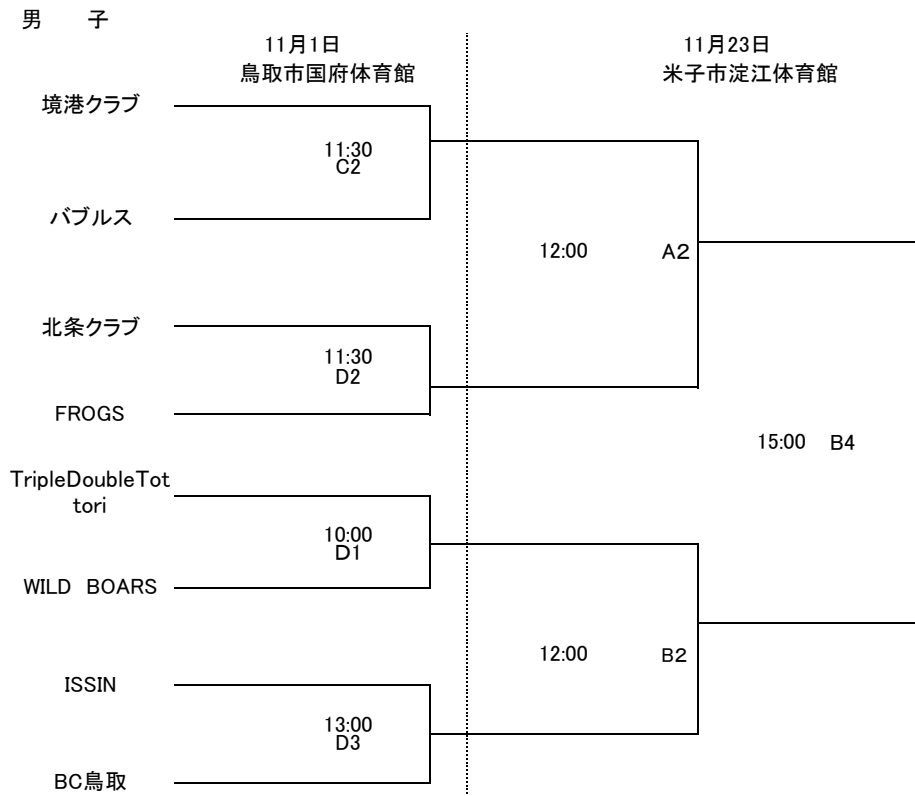 男　　子
11月1日
鳥取市国府体育館
11月23日
米子市淀江体育館
境港クラブ
11:30
C2
バブルス
12:00 A2
北条クラブ
11:30
D2
FROGS
15:00 B4
TripleDoubleTot
tori
10:00
D1
WILD　BOARS
12:00 B2
ISSIN
13:00
D3
BC鳥取